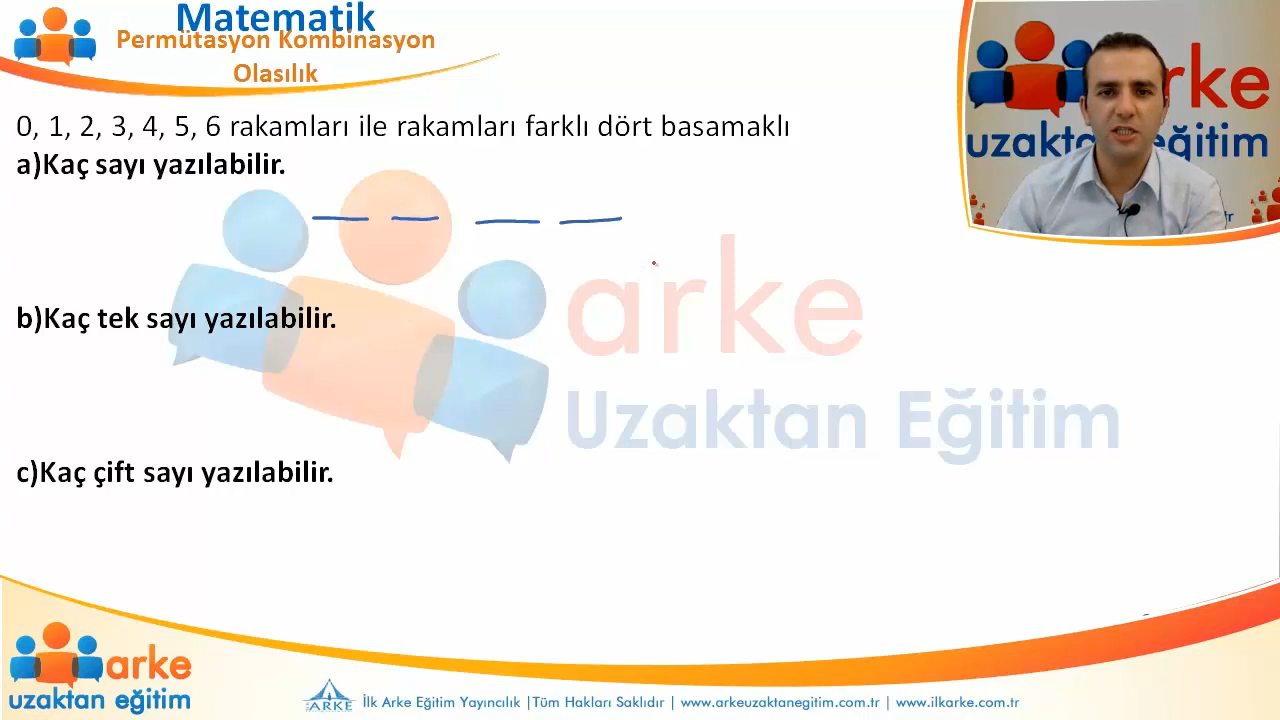 Matematik
Permütasyon Kombinasyon
Olasılık
rke
uzaktan eğitim
0, 1, 2, 3, 4, 5, 6 rakamları ile rakamları farklı dört basamaklı
a)Kaç sayı yazılabilir.
b)Kaç tek sayı yazılabilir.
c)Kaç çift sayı yazılabilir.
arke
Uzaktan Eğitim
arke
uzaktan eğitim
ARKE
İlk Arke Eğitim Yayıncılık |Tüm Hakları Saklıdır | www.arkeuzaktanegitim.com.tr | www.ilkarke.com.tr